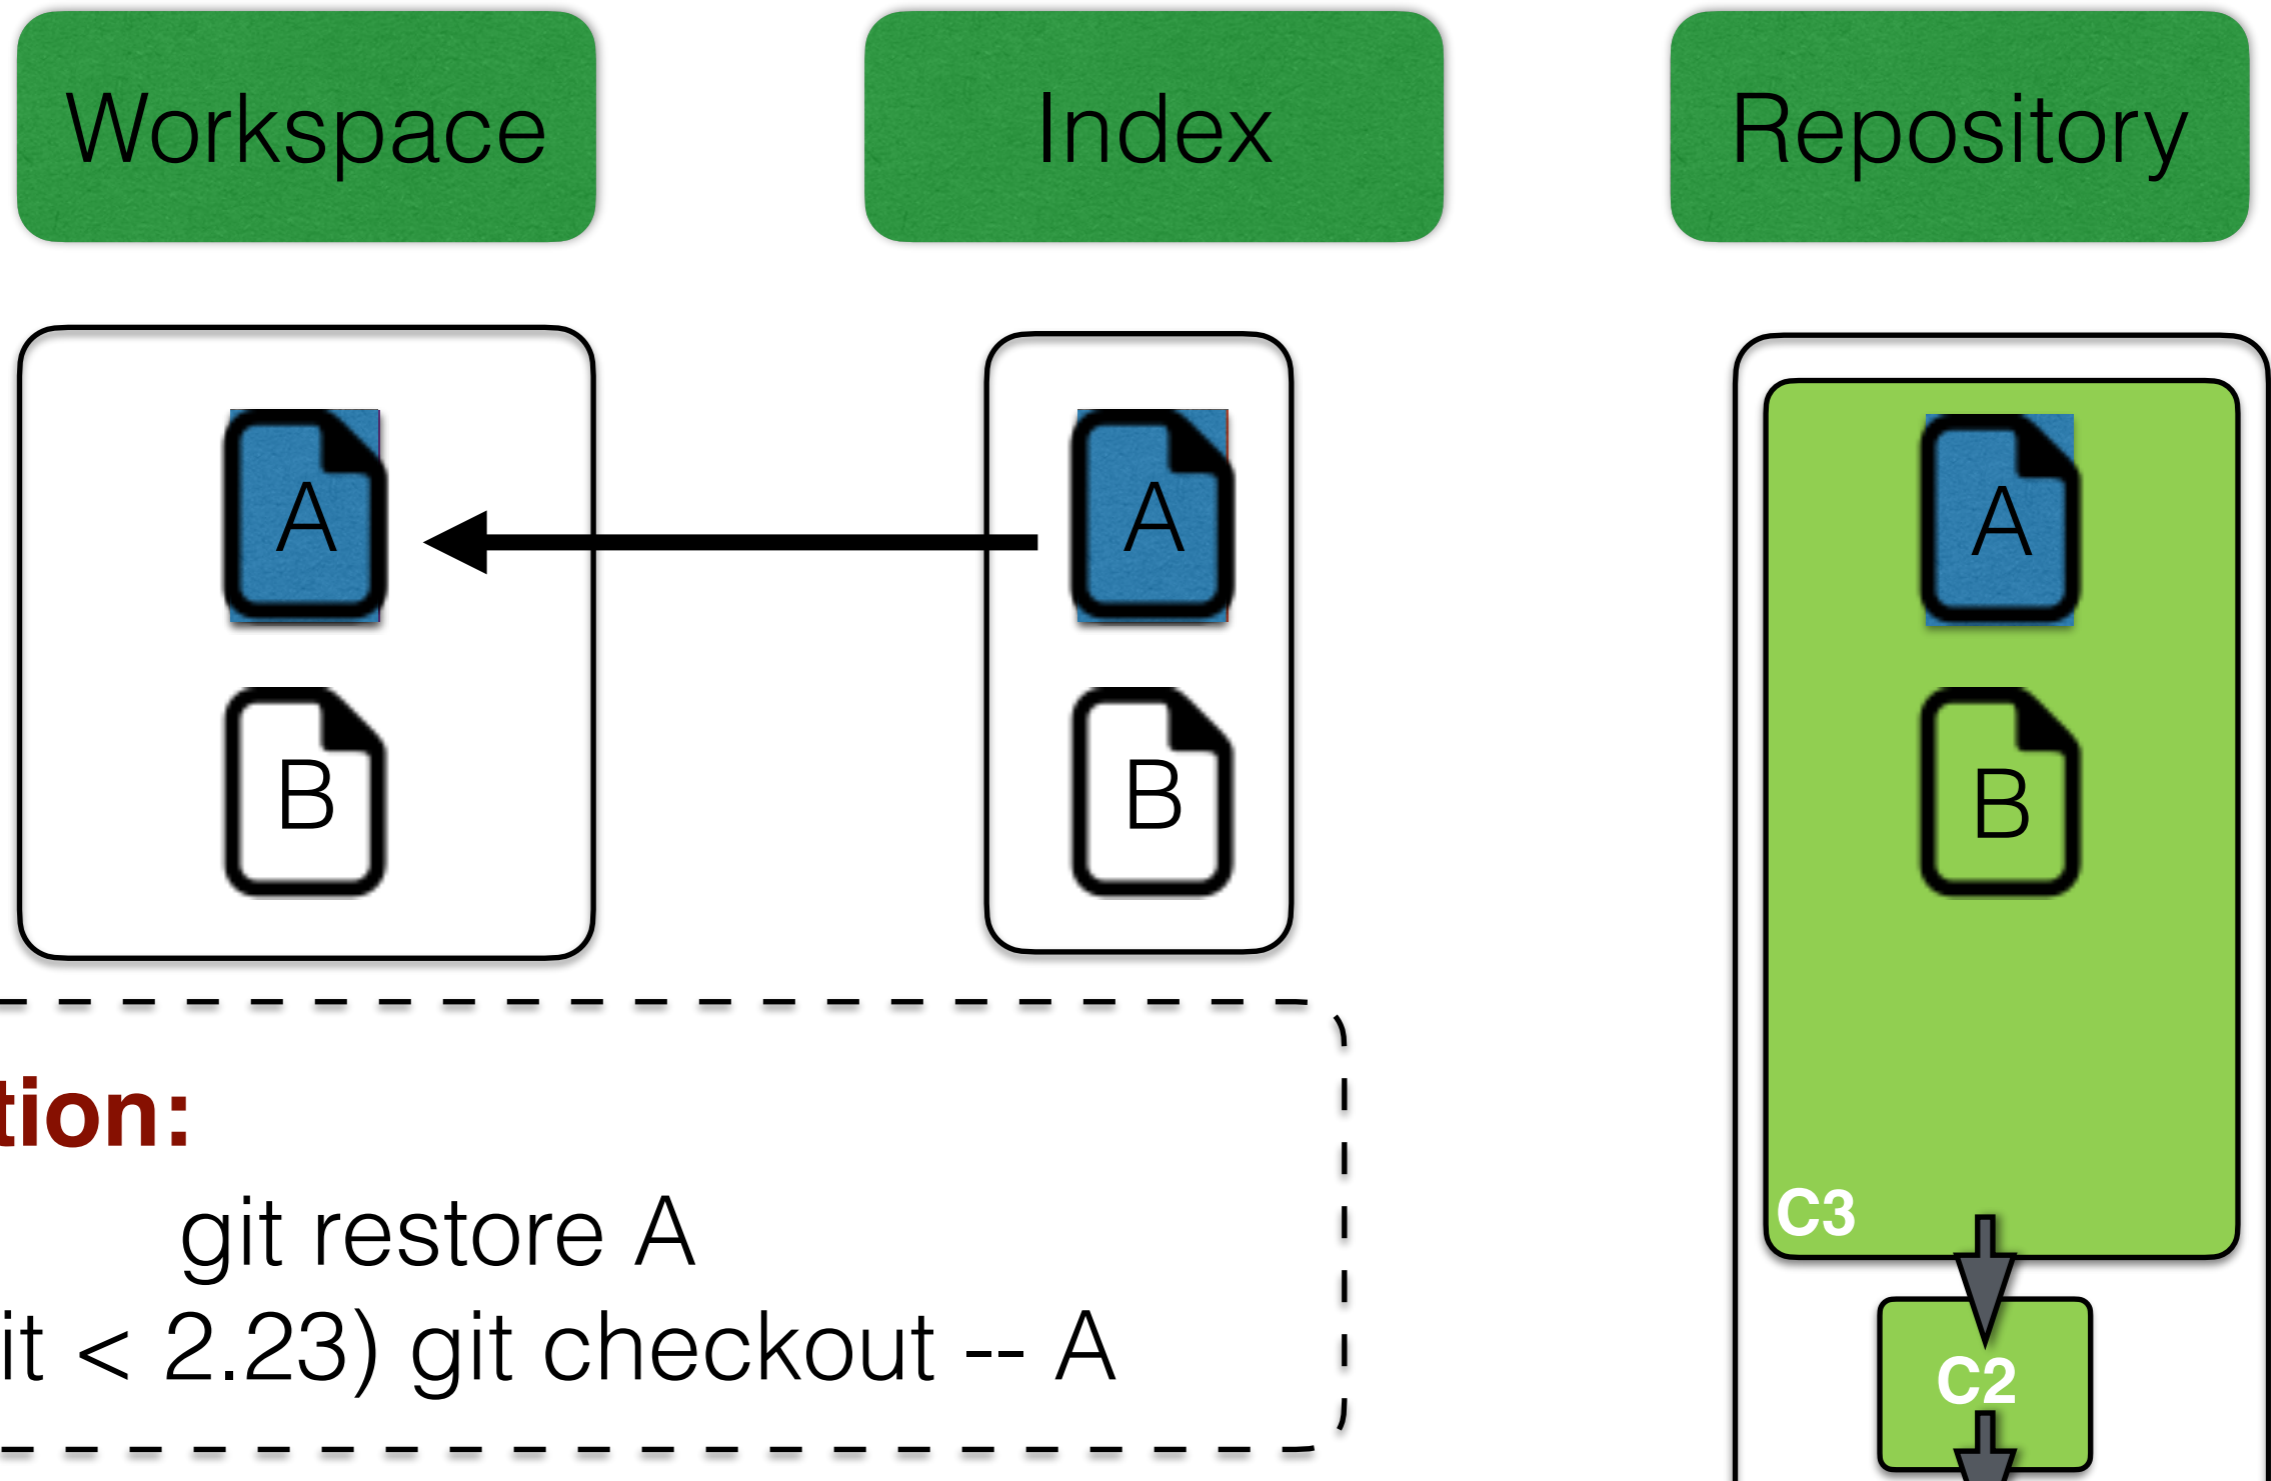 Workspace
Index
Repository
A
A
A
B
B
B
tion:
git restore A
it < 2.23) git checkout -- A
C3
C2